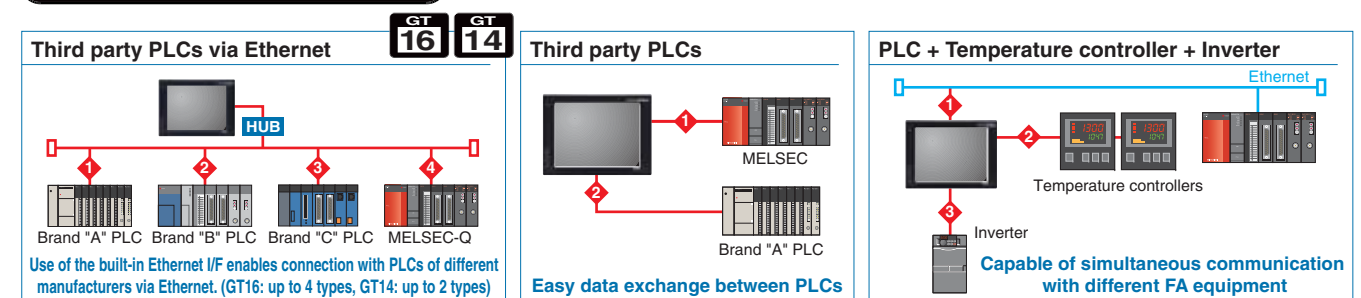 Third party PLCs via Ethernet
GT
16
GT
14
HUB
1
2
3
4
Brand "A" PLC
Brand "B" PLC
Brand "C" PLC
MELSEC-Q
Use of the built-in Ethernet I/F enables connection with PLCs of different
manufacturers via Ethernet. (GT16: up to 4 types, GT14: up to 2 types)
Third party PLCs
1
MELSEC
2
Brand "A" PLC
Easy data exchange between PLCs
PLC + Temperature controller + Inverter
Ethernet
1
2
1300
1047
1300
1047
Temperature controllers
3
Inverter
Capable of simultaneous communication
with different FA equipment